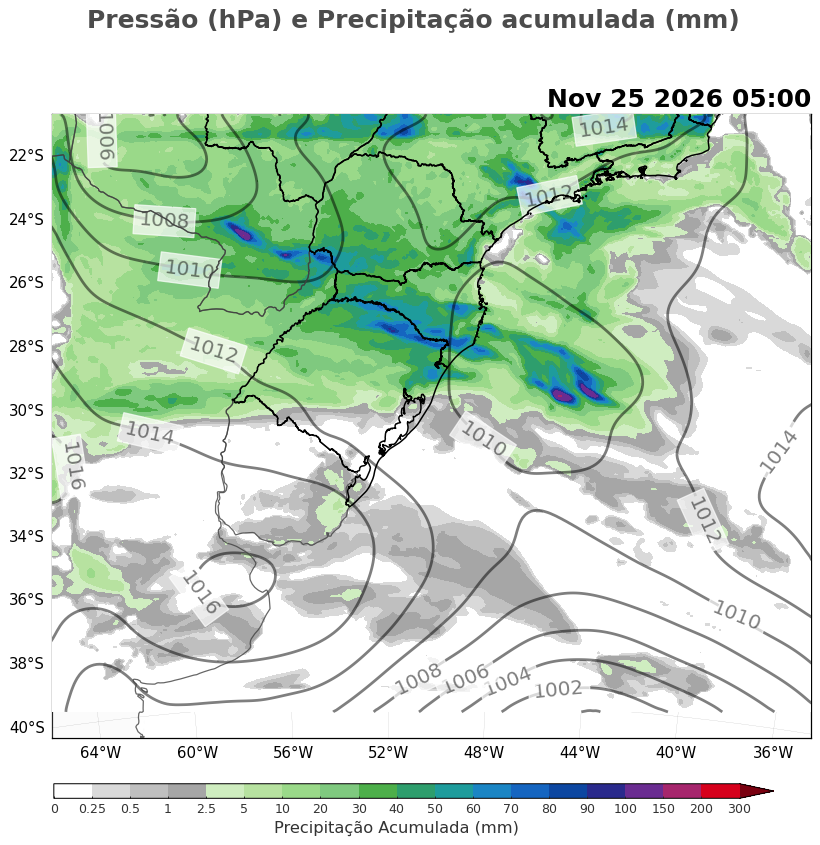 Pressão (hPa) e Precipitação acumulada (mm)
Nov 25 2026 05:00
1006
1014
22°S
1012
1008
24°S
1010
26°S
1012
28°S
30°S
1014
1010
1014
1016
32°S
1012
34°S
1016
36°S
1010
38°S
1008
1006
1004
1002
40°S
64°W 60°W 56°W 52°W 48°W 44°W 40°W 36°W
0 0.25 0.5 1 2.5 5 10 20 30 40 50 60 70 80 90 100 150 200 300
Precipitação Acumulada (mm)